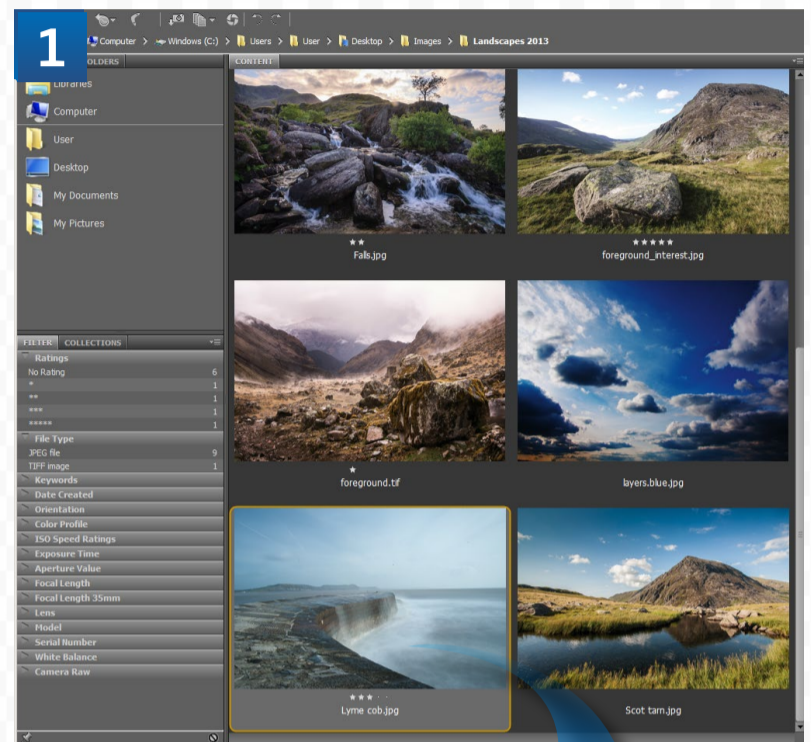 1
Computer > Windows (C:) > Users > User > Desktop > Images > Landscapes 2013
OLDERS
CONTENT
Libraries
Computer
User
Desktop
My Documents
My Pictures
Falls.jpg
foreground_interest.jpg
FILTER COLLECTIONS
Ratings
No Rating 6
* 1
** 1
*** 1
***** 1
File Type
JPEG file 9
TIFF image 1
Keywords
Date Created
Orientation
Color Profile
ISO Speed Ratings
Exposure Time
Aperture Value
Focal Length
Focal Length 35mm
Lens
Model
Serial Number
White Balance
Camera Raw
foreground.tif
layers.blue.jpg
Lyme cob.jpg
Scot tarn.jpg